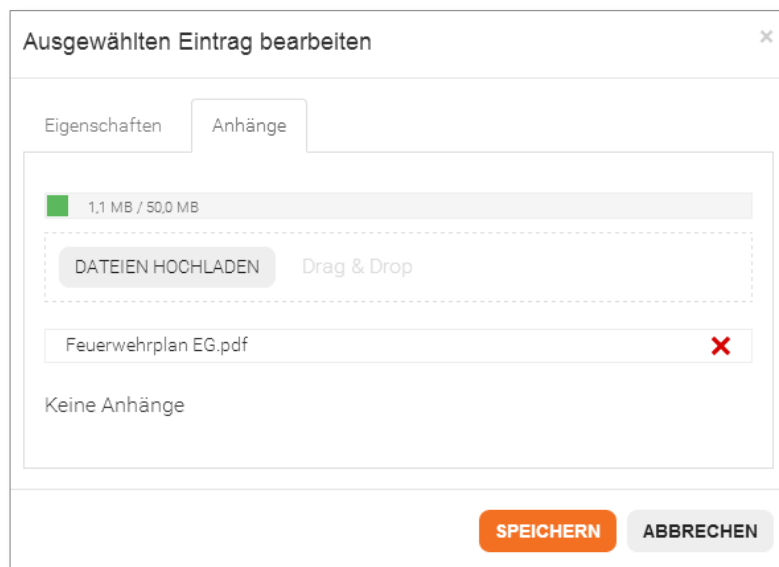 Ausgewählten Eintrag bearbeiten
×
Eigenschaften Anhänge
1,1 MB / 50,0 MB
DATEIEN HOCHLADEN Drag & Drop
Feuerwehrplan EG.pdf
Keine Anhänge
SPEICHERN ABBRECHEN